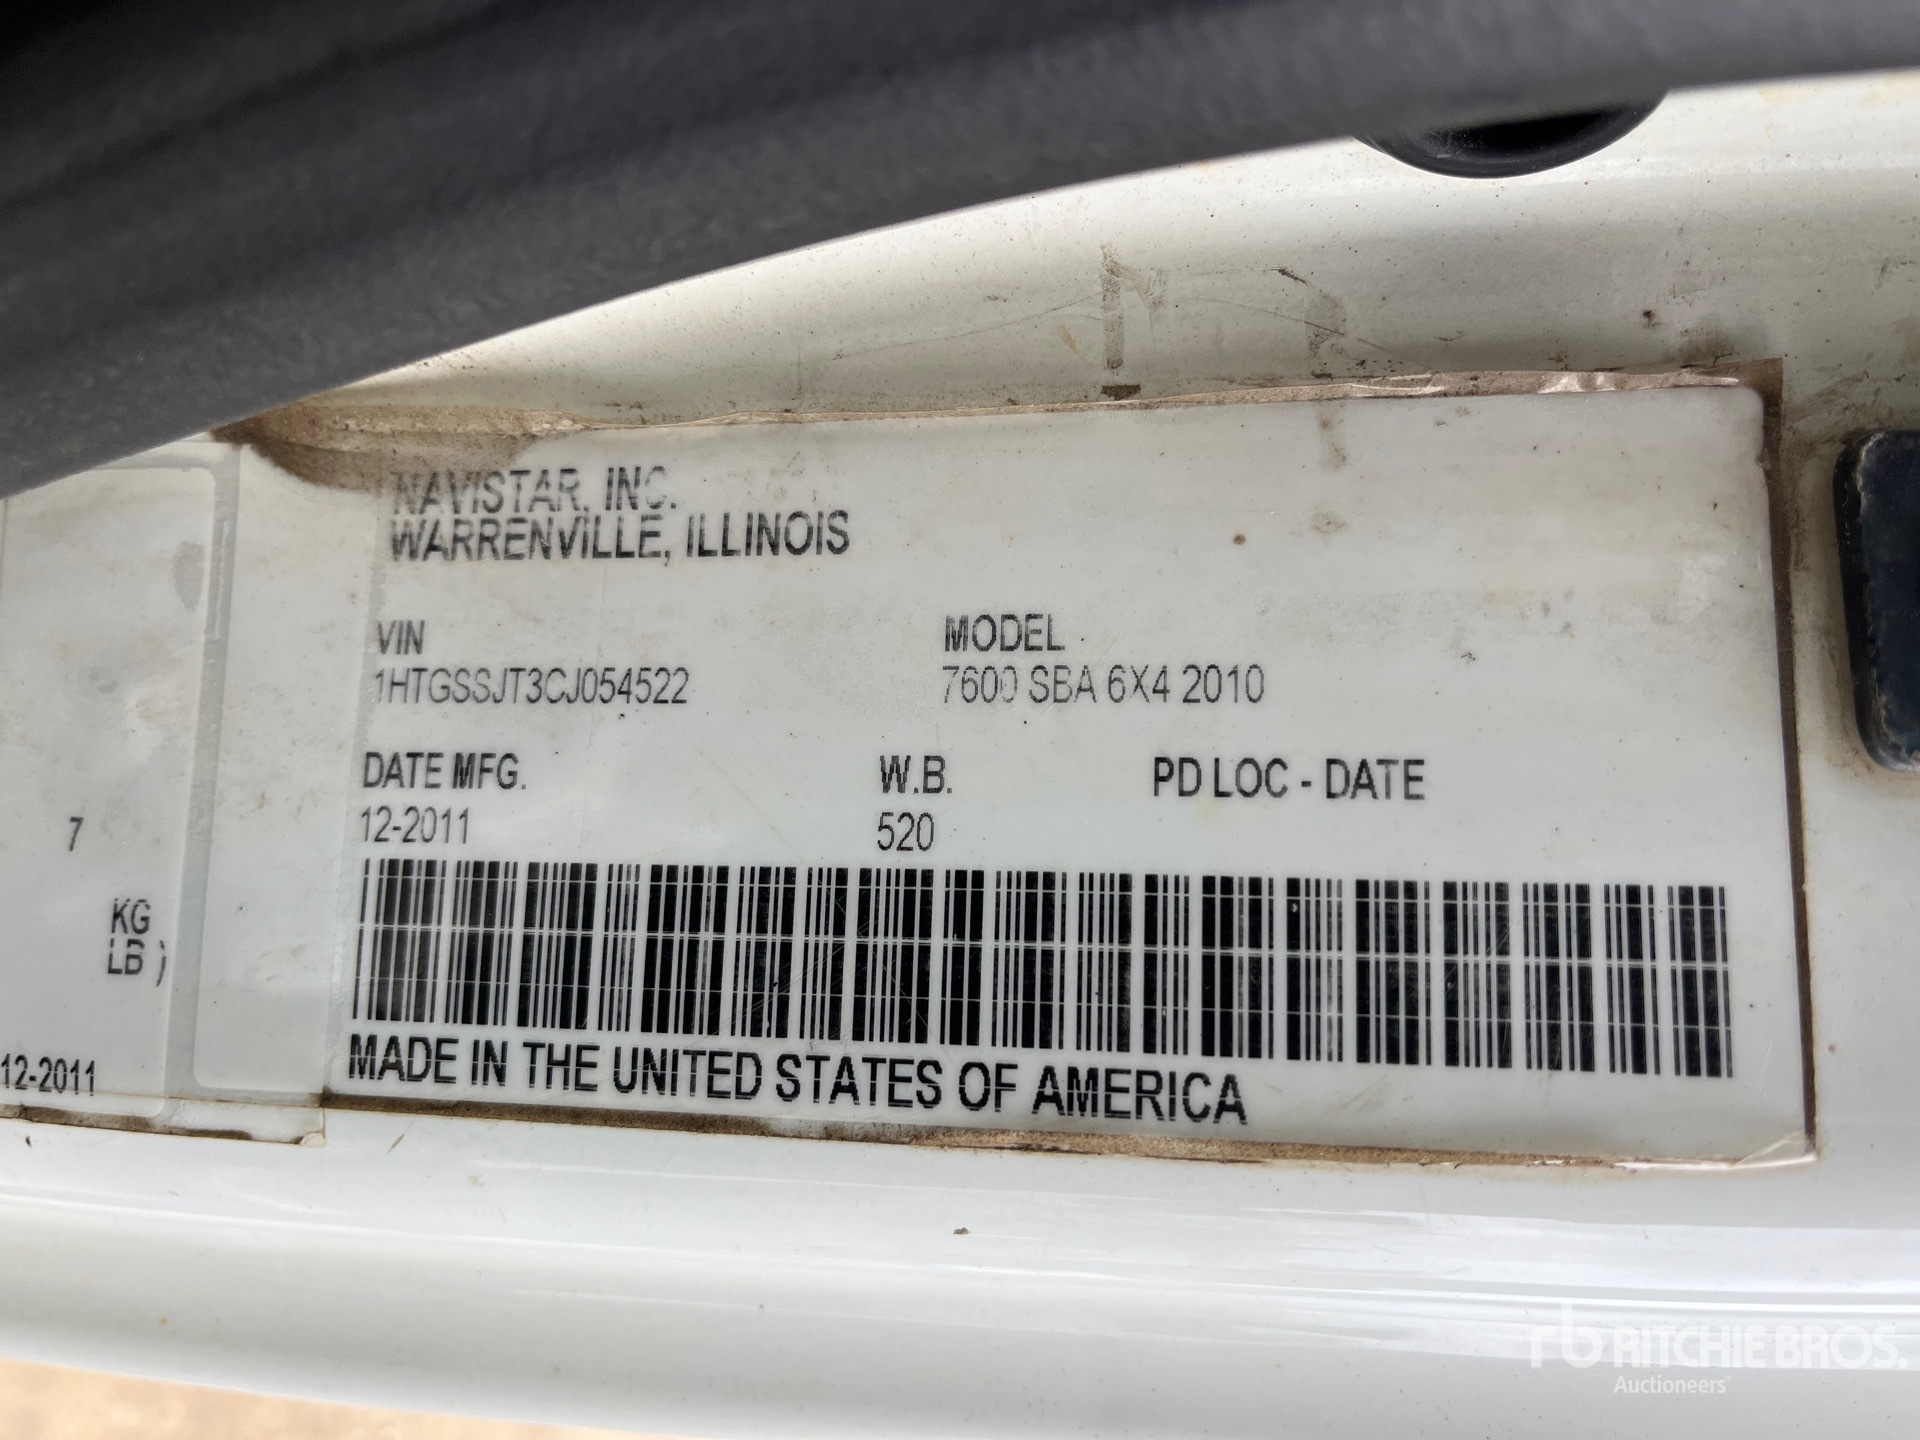 NAVISTAR, INC.
WARRENVILLE, ILLINOIS
VIN MODEL
1HTGSSJT3CJ054522 7600 SBA 6X4 2010
DATE MFG. W.B. PD LOC - DATE
12-2011 520
MADE IN THE UNITED STATES OF AMERICA
7
KG
LB )
12-2011
rb RITCHIE BROS.
Auctioneers